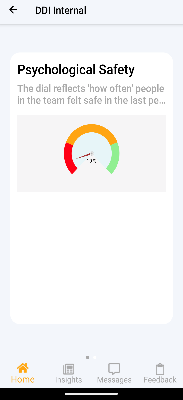 DDI Internal
Psychological Safety
The dial reflects 'how often' people
in the team felt safe in the last pe...
Home
Insights
Messages
Feedback